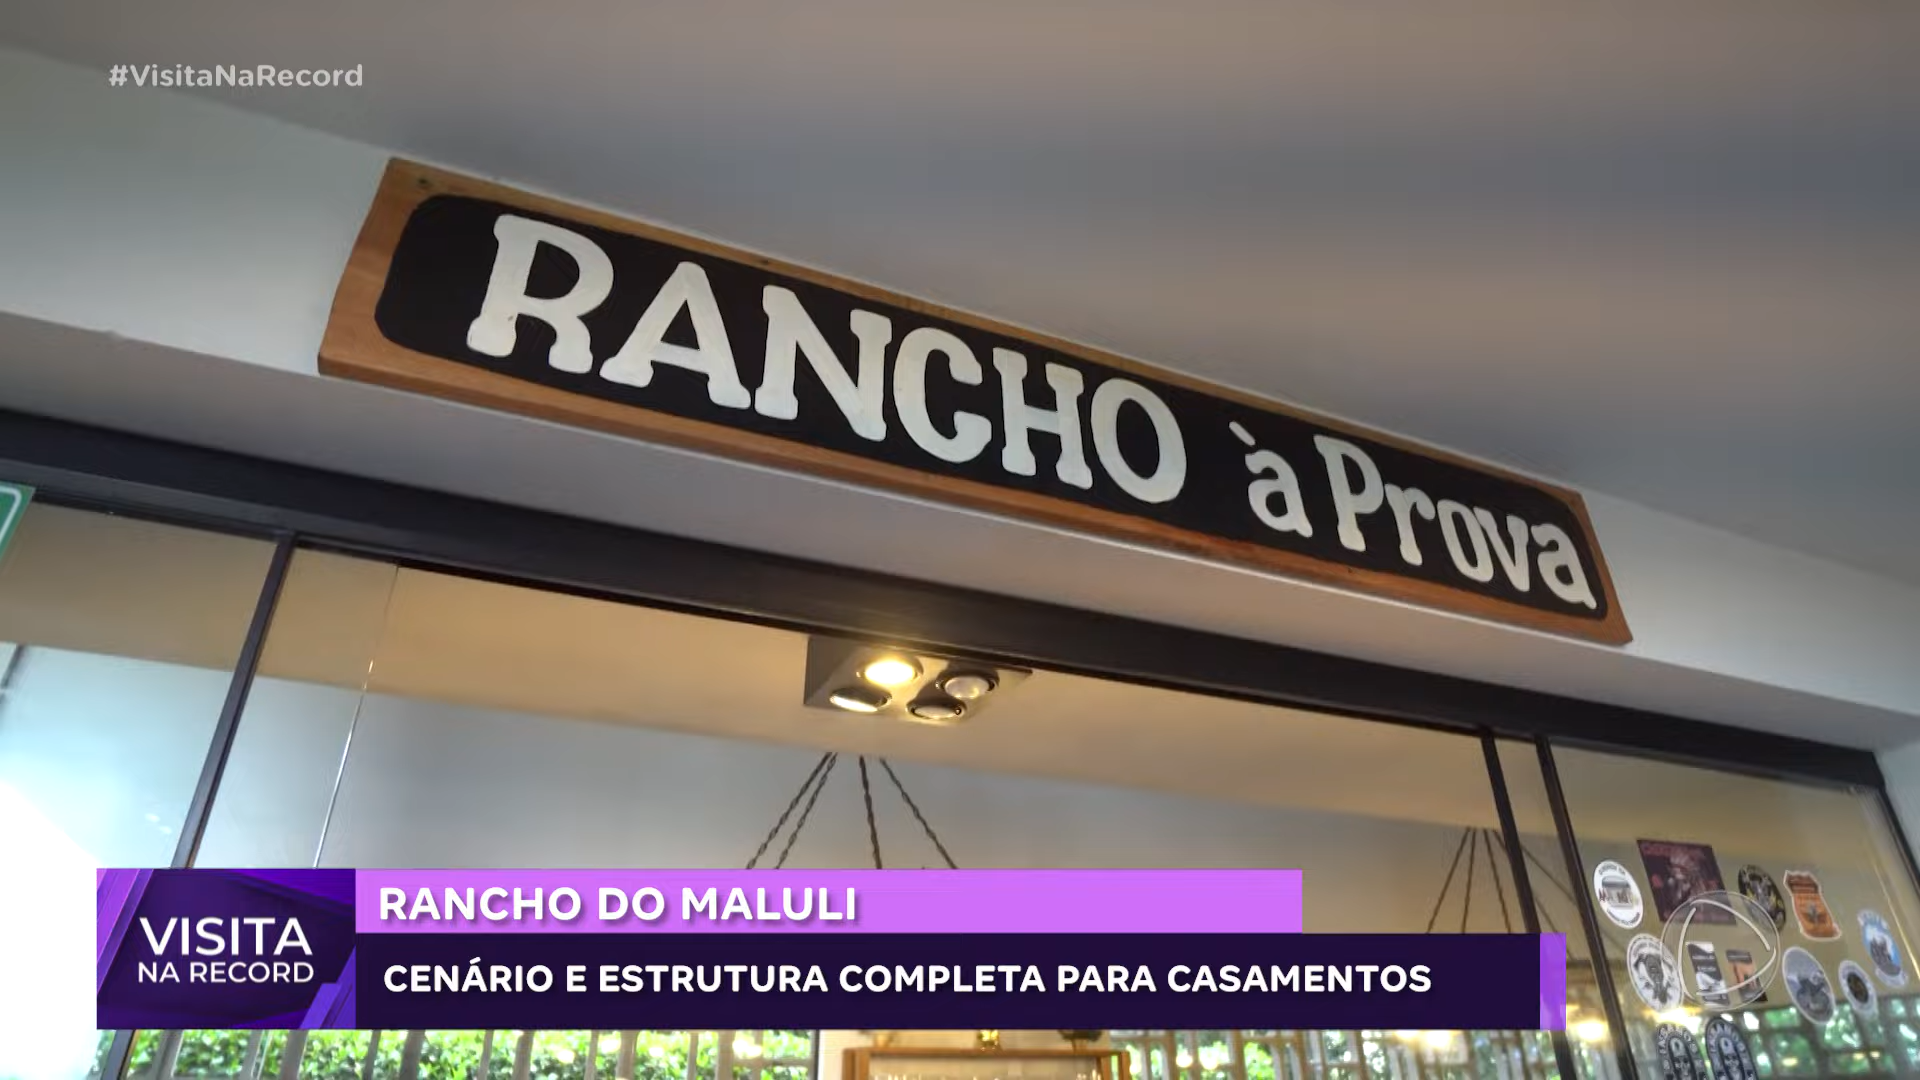 #VisitaNaRecord
RANCHO à Prova
RANCHO DO MALULI
VISITA
NA RECORD
CENÁRIO E ESTRUTURA COMPLETA PARA CASAMENTOS